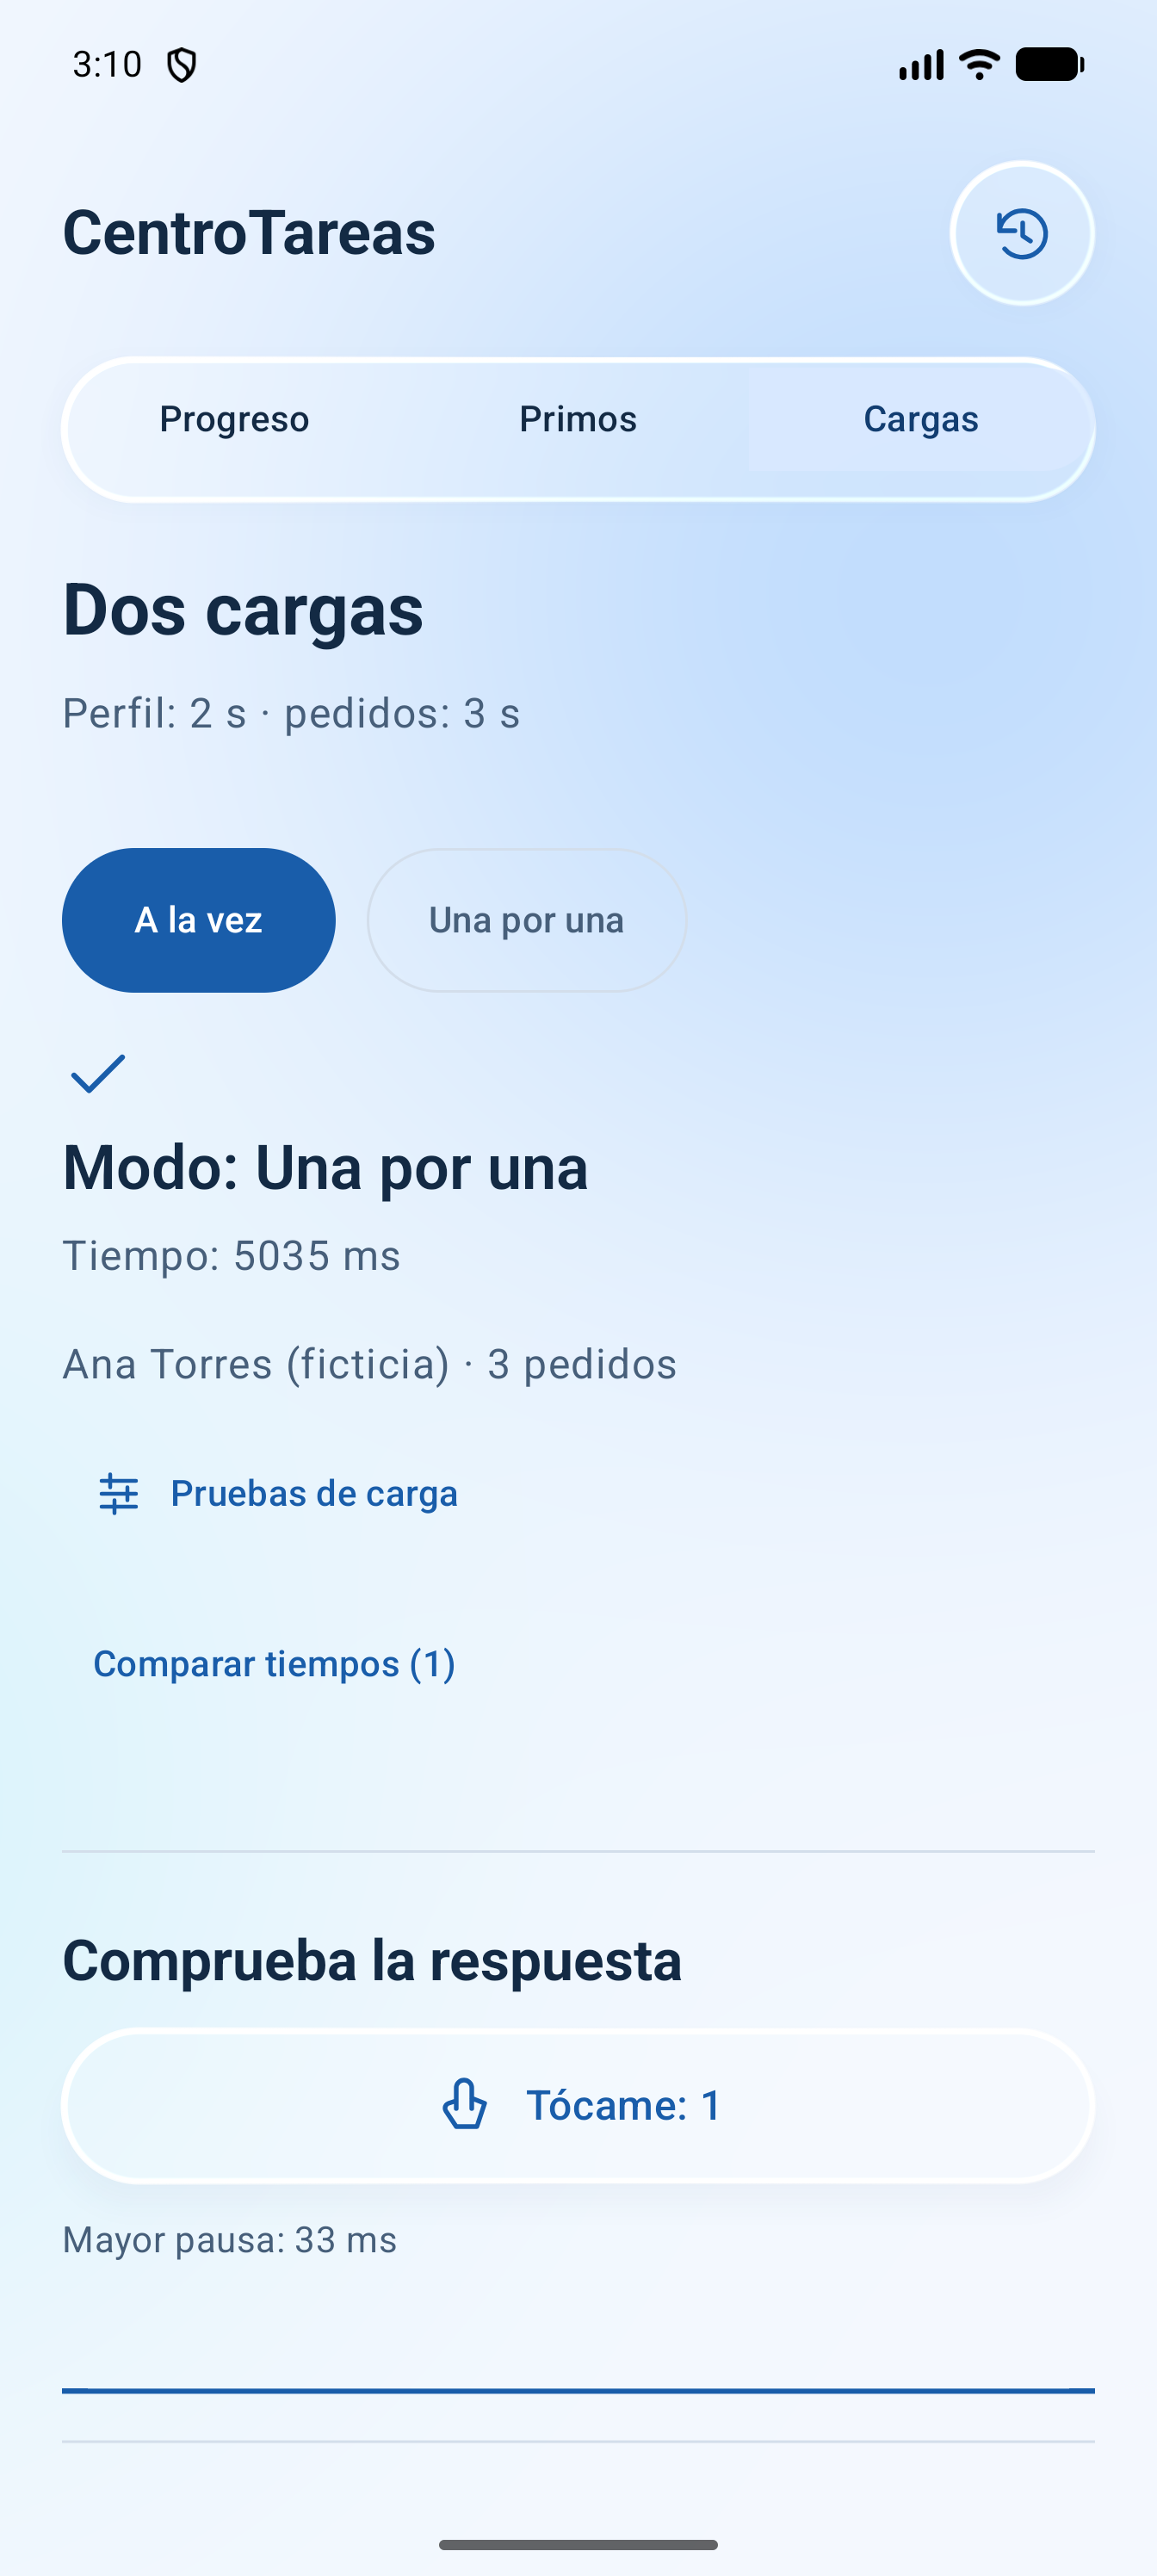 3:10
CentroTareas
Progreso Primos Cargas
Dos cargas
Perfil: 2 s · pedidos: 3 s
A la vez Una por una
Modo: Una por una
Tiempo: 5035 ms
Ana Torres (ficticia) · 3 pedidos
Pruebas de carga
Comparar tiempos (1)
Comprueba la respuesta
Tócame: 1
Mayor pausa: 33 ms